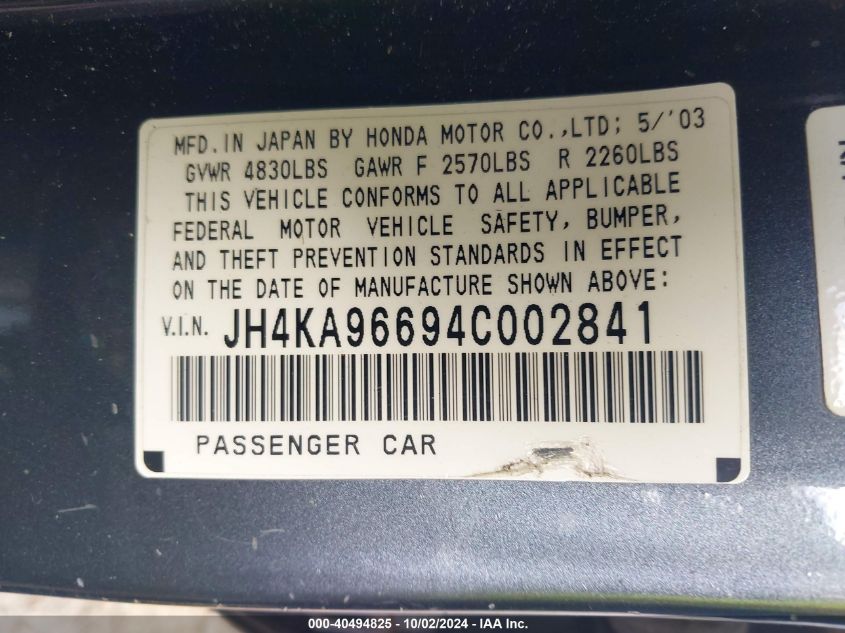 MFD.IN JAPAN BY HONDA MOTOR CO.,LTD; 5/'03
GVWR 4830LBS GAWR F 2570LBS R 2260LBS
THIS VEHICLE CONFORMS TO ALL APPLICABLE
FEDERAL MOTOR VEHICLE SAFETY, BUMPER,
AND THEFT PREVENTION STANDARDS IN EFFECT
ON THE DATE OF MANUFACTURE SHOWN ABOVE:
V.I.N. JH4KA96694C002841
PASSENGER CAR
000-40494825 - 10/02/2024 - IAA Inc.